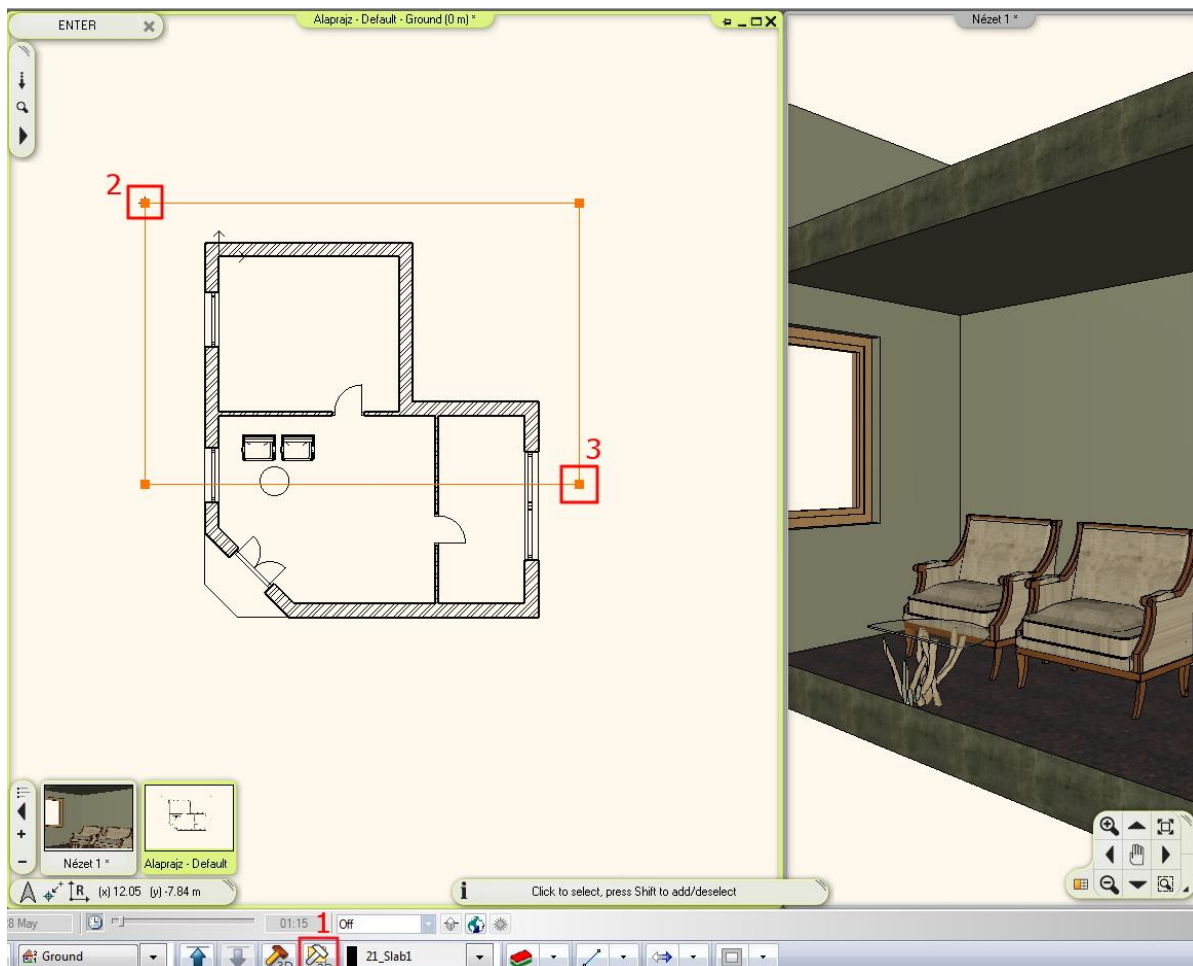 ENTER
Alaprajz - Default - Ground (0 m) *
Nézet 1 *
2
3
Nézet 1 *
Alaprajz - Default
R
(x) 12.05 (y) -7.84 m
i
Click to select, press Shift to add/deselect
8 May
01:15
1
Off
Ground
21_Slab1